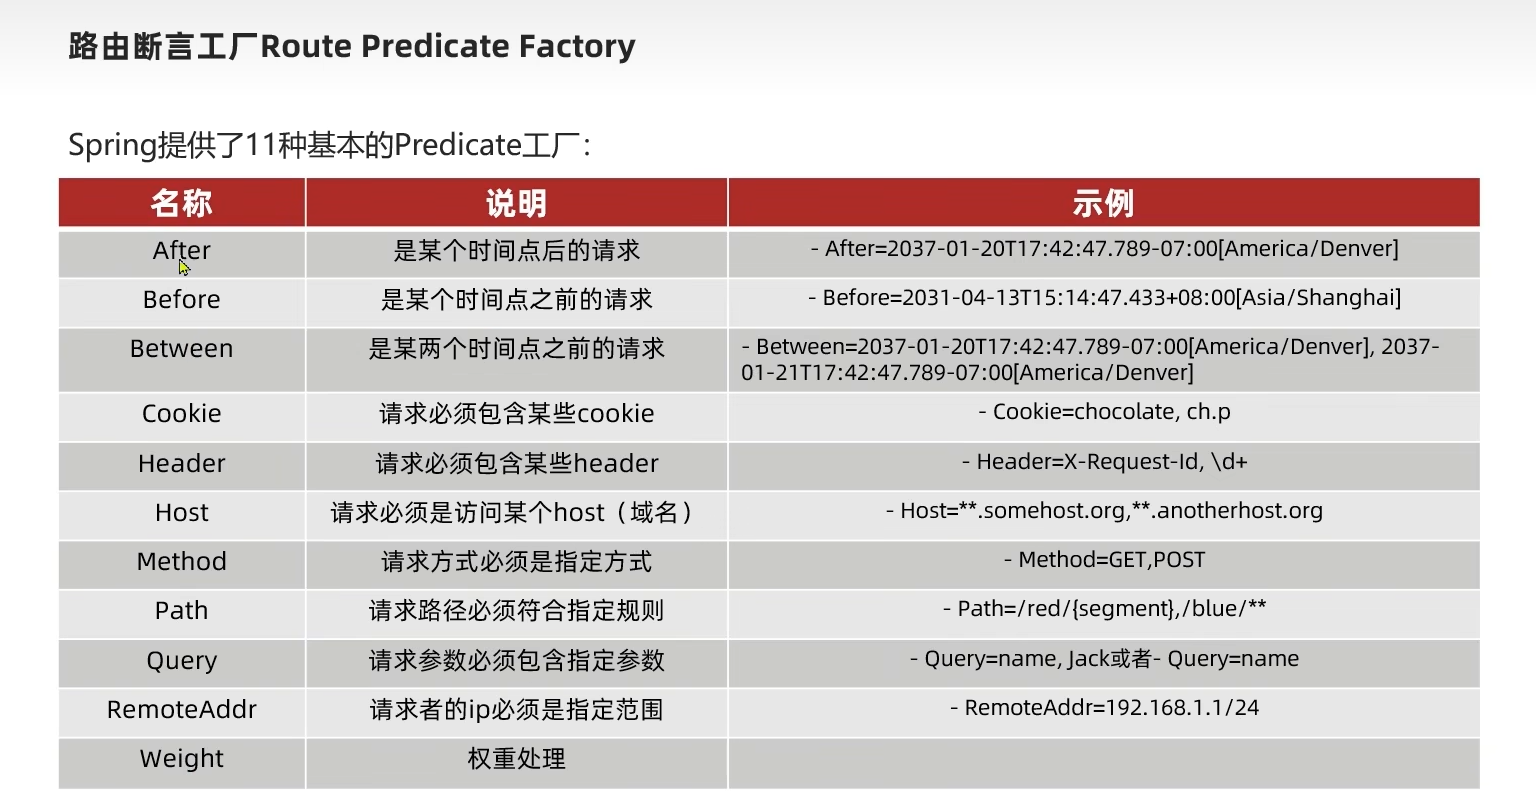 路由断言工厂Route Predicate Factory
Spring提供了11种基本的Predicate工厂：
名称 说明 示例
After 是某个时间点后的请求 - After=2037-01-20T17:42:47.789-07:00[America/Denver]
Before 是某个时间点之前的请求 - Before=2031-04-13T15:14:47.433+08:00[Asia/Shanghai]
Between 是某两个时间点之前的请求 - Between=2037-01-20T17:42:47.789-07:00[America/Denver], 2037-
01-21T17:42:47.789-07:00[America/Denver]
Cookie 请求必须包含某些cookie - Cookie=chocolate, ch.p
Header 请求必须包含某些header - Header=X-Request-Id, \d+
Host 请求必须是访问某个host（域名） - Host=**.somehost.org,**.anotherhost.org
Method 请求方式必须是指定方式 - Method=GET,POST
Path 请求路径必须符合指定规则 - Path=/red/{segment},/blue/**
Query 请求参数必须包含指定参数 - Query=name, Jack或者- Query=name
RemoteAddr 请求者的ip必须是指定范围 - RemoteAddr=192.168.1.1/24
Weight 权重处理